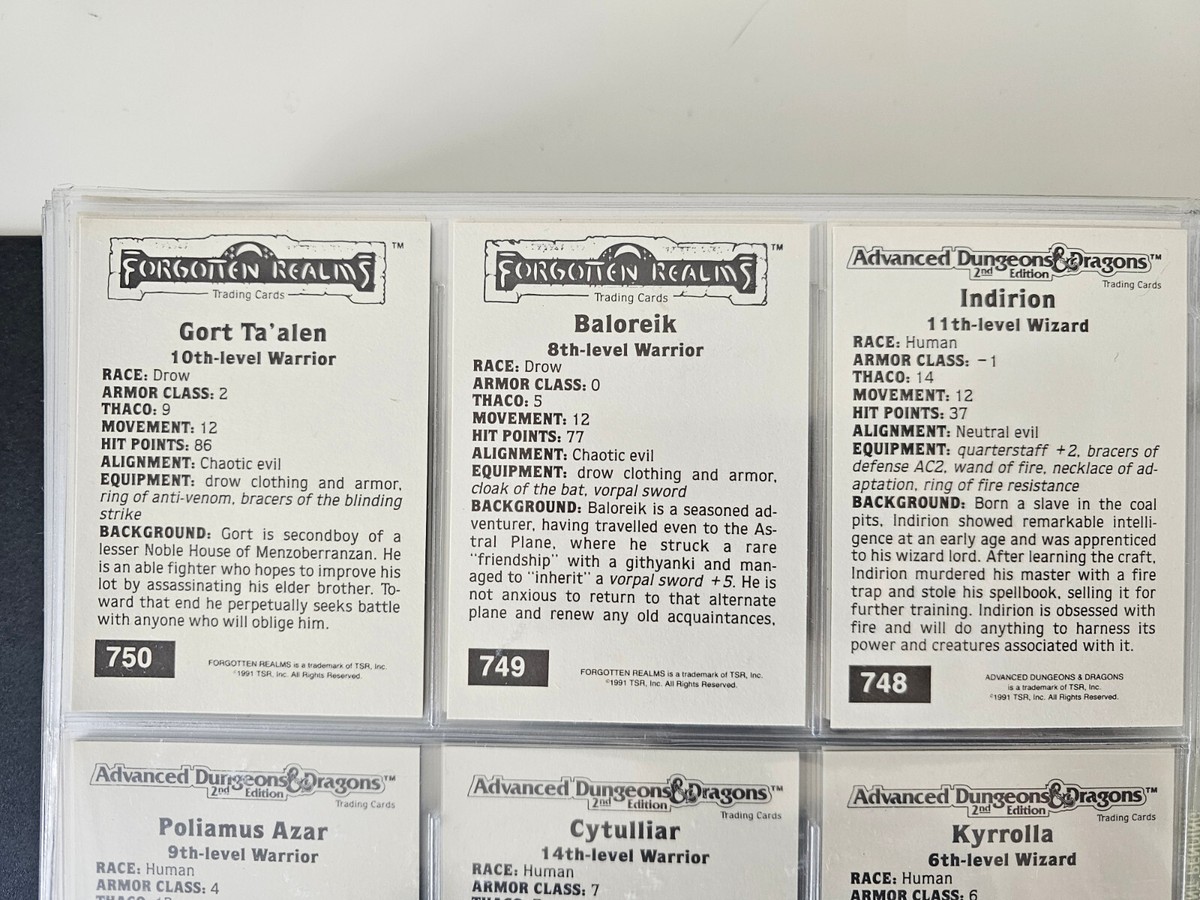 FORGOTTEN REALMS™
Trading Cards
Gort Ta'alen
10th-level Warrior
RACE: Drow
ARMOR CLASS: 2
THAC0: 9
MOVEMENT: 12
HIT POINTS: 86
ALIGNMENT: Chaotic evil
EQUIPMENT: drow clothing and armor,
ring of anti-venom, bracers of the blinding
strike
BACKGROUND: Gort is secondboy of a
lesser Noble House of Menzoberranzan. He
is an able fighter who hopes to improve his
lot by assassinating his elder brother. To-
ward that end he perpetually seeks battle
with anyone who will oblige him.
750
FORGOTTEN REALMS is a trademark of TSR, Inc.
©1991 TSR, Inc. All Rights Reserved.
FORGOTTEN REALMS™
Trading Cards
Baloreik
8th-level Warrior
RACE: Drow
ARMOR CLASS: 0
THAC0: 5
MOVEMENT: 12
HIT POINTS: 77
ALIGNMENT: Chaotic evil
EQUIPMENT: drow clothing and armor,
cloak of the bat, vorpal sword
BACKGROUND: Baloreik is a seasoned ad-
venturer, having travelled even to the As-
tral Plane, where he struck a rare
"friendship" with a githyanki and man-
aged to "inherit" a vorpal sword +5. He is
not anxious to return to that alternate
plane and renew any old acquaintances.
749
FORGOTTEN REALMS is a trademark of TSR, Inc.
©1991 TSR, Inc. All Rights Reserved.
Advanced Dungeons & Dragons™
2nd Edition
Trading Cards
Indirion
11th-level Wizard
RACE: Human
ARMOR CLASS: −1
THAC0: 14
MOVEMENT: 12
HIT POINTS: 37
ALIGNMENT: Neutral evil
EQUIPMENT: quarterstaff +2, bracers of
defense AC2, wand of fire, necklace of ad-
aptation, ring of fire resistance
BACKGROUND: Born a slave in the coal
pits, Indirion showed remarkable intelli-
gence at an early age and was apprenticed
to his wizard lord. After learning the craft,
Indirion murdered his master with a fire
trap and stole his spellbook, selling it for
further training. Indirion is obsessed with
fire and will do anything to harness its
power and creatures associated with it.
748
ADVANCED DUNGEONS & DRAGONS
is a trademark of TSR, Inc.
©1991 TSR, Inc. All Rights Reserved.
Advanced Dungeons & Dragons™
2nd Edition
Trading Cards
Poliamus Azar
9th-level Warrior
RACE: Human
ARMOR CLASS: 4
Advanced Dungeons & Dragons™
2nd Edition
Trading Cards
Cytulliar
14th-level Warrior
RACE: Human
ARMOR CLASS: 7
Advanced Dungeons & Dragons™
2nd Edition
Trading Cards
Kyrrolla
6th-level Wizard
RACE: Human
ARMOR CLASS: 6